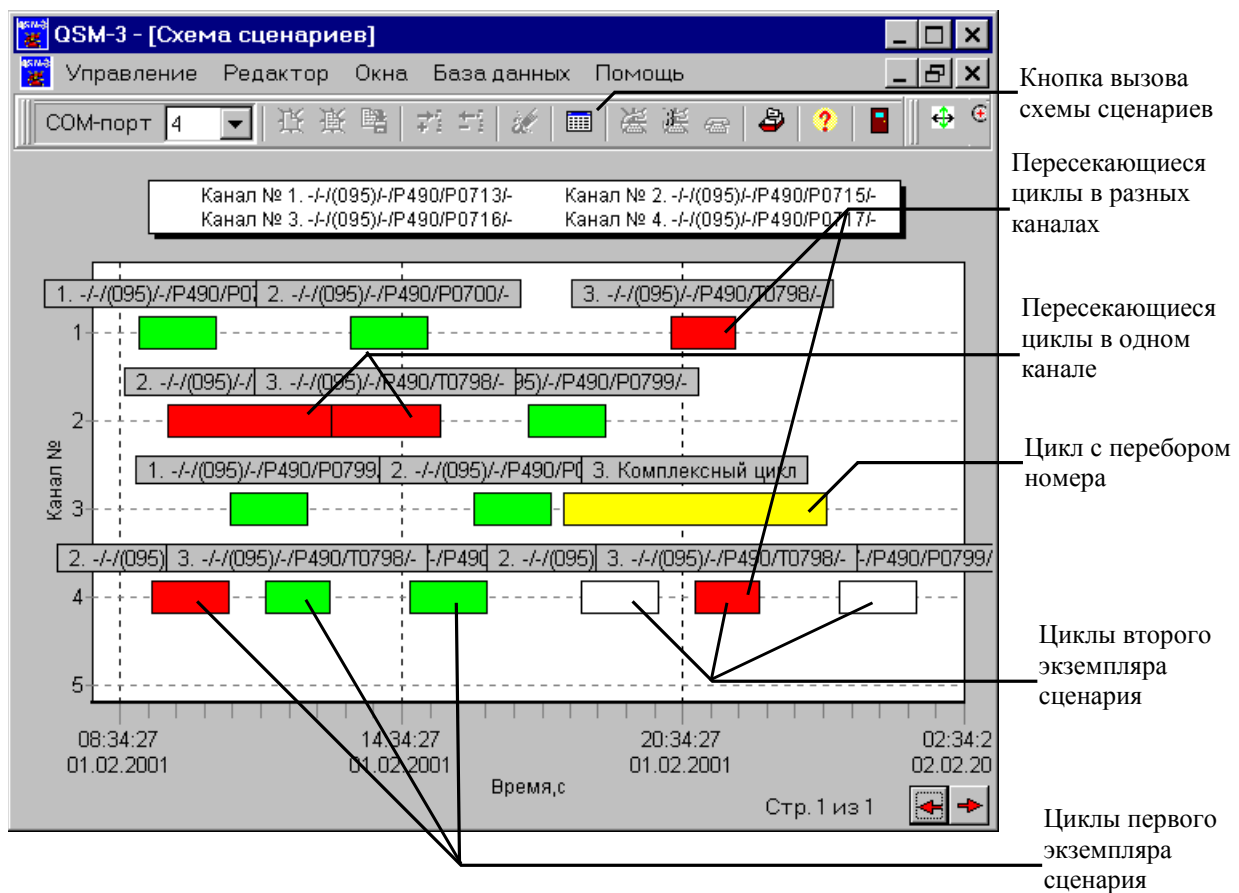 QSM-3 - [Схема сценариев]
Управление Редактор Окна База данных Помощь
COM-порт 4
Кнопка вызова
схемы сценариев
Пересекающиеся
циклы в разных
каналах
Канал № 1. -/-/(095)/-/P490/P0713/- Канал № 2. -/-/(095)/-/P490/P0715/-
Канал № 3. -/-/(095)/-/P490/P0716/- Канал № 4. -/-/(095)/-/P490/P0717/-
1. -/-/(095)/-/P490/P0 2. -/-/(095)/-/P490/P0700/- 3. -/-/(095)/-/P490/T0798/-
1
Пересекающиеся
циклы в одном
канале
2. -/-/(095)/-/ 3. -/-/(095)/-/P490/T0798/- 95)/-/P490/P0799/-
2
Канал №
Цикл с перебором
номера
1. -/-/(095)/-/P490/P0799/ 2. -/-/(095)/-/P490/P0 3. Комплексный цикл
3
2. -/-/(095) 3. -/-/(095)/-/P490/T0798/- /-/P490 2. -/-/(095) 3. -/-/(095)/-/P490/T0798/- /-/P490/P0799/
4
Циклы второго
экземпляра
сценария
5
08:34:27 14:34:27 20:34:27 02:34:2
01.02.2001 01.02.2001 01.02.2001 02.02.20
Время,с
Стр. 1 из 1
Циклы первого
экземпляра
сценария